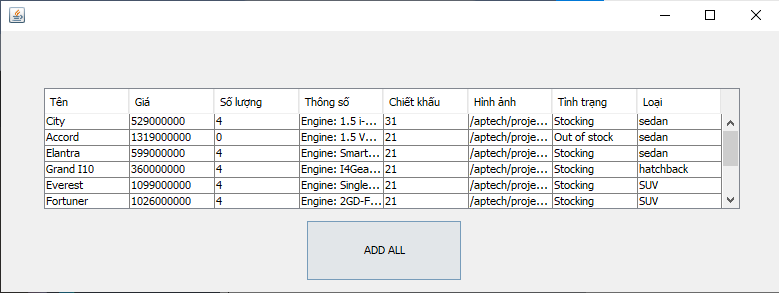 Tên Giá Số lượng Thông số Chiết khấu Hình ảnh Tình trạng Loại
City 529000000 4 Engine: 1.5 i-... 31 /aptech/proje... Stocking sedan
Accord 1319000000 0 Engine: 1.5 V... 21 /aptech/proje... Out of stock sedan
Elantra 599000000 4 Engine: Smart... 21 /aptech/proje... Stocking sedan
Grand I10 360000000 4 Engine: I4Gea... 21 /aptech/proje... Stocking hatchback
Everest 1099000000 4 Engine: Single... 21 /aptech/proje... Stocking SUV
Fortuner 1026000000 4 Engine: 2GD-F... 21 /aptech/proje... Stocking SUV
ADD ALL